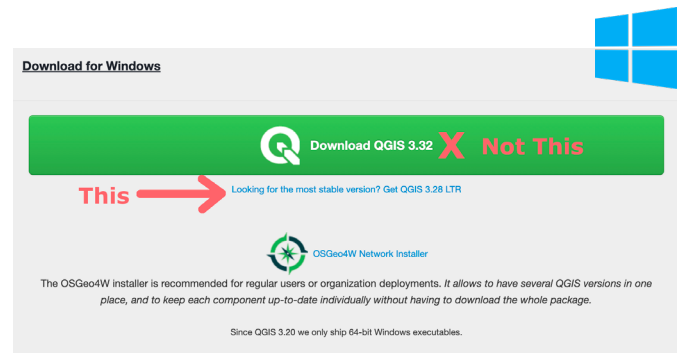 Download for Windows
Download QGIS 3.32 X Not This
This Looking for the most stable version? Get QGIS 3.28 LTR
OSGeo4W Network Installer
The OSGeo4W installer is recommended for regular users or organization deployments. It allows to have several QGIS versions in one
place, and to keep each component up-to-date individually without having to download the whole package.
Since QGIS 3.20 we only ship 64-bit Windows executables.